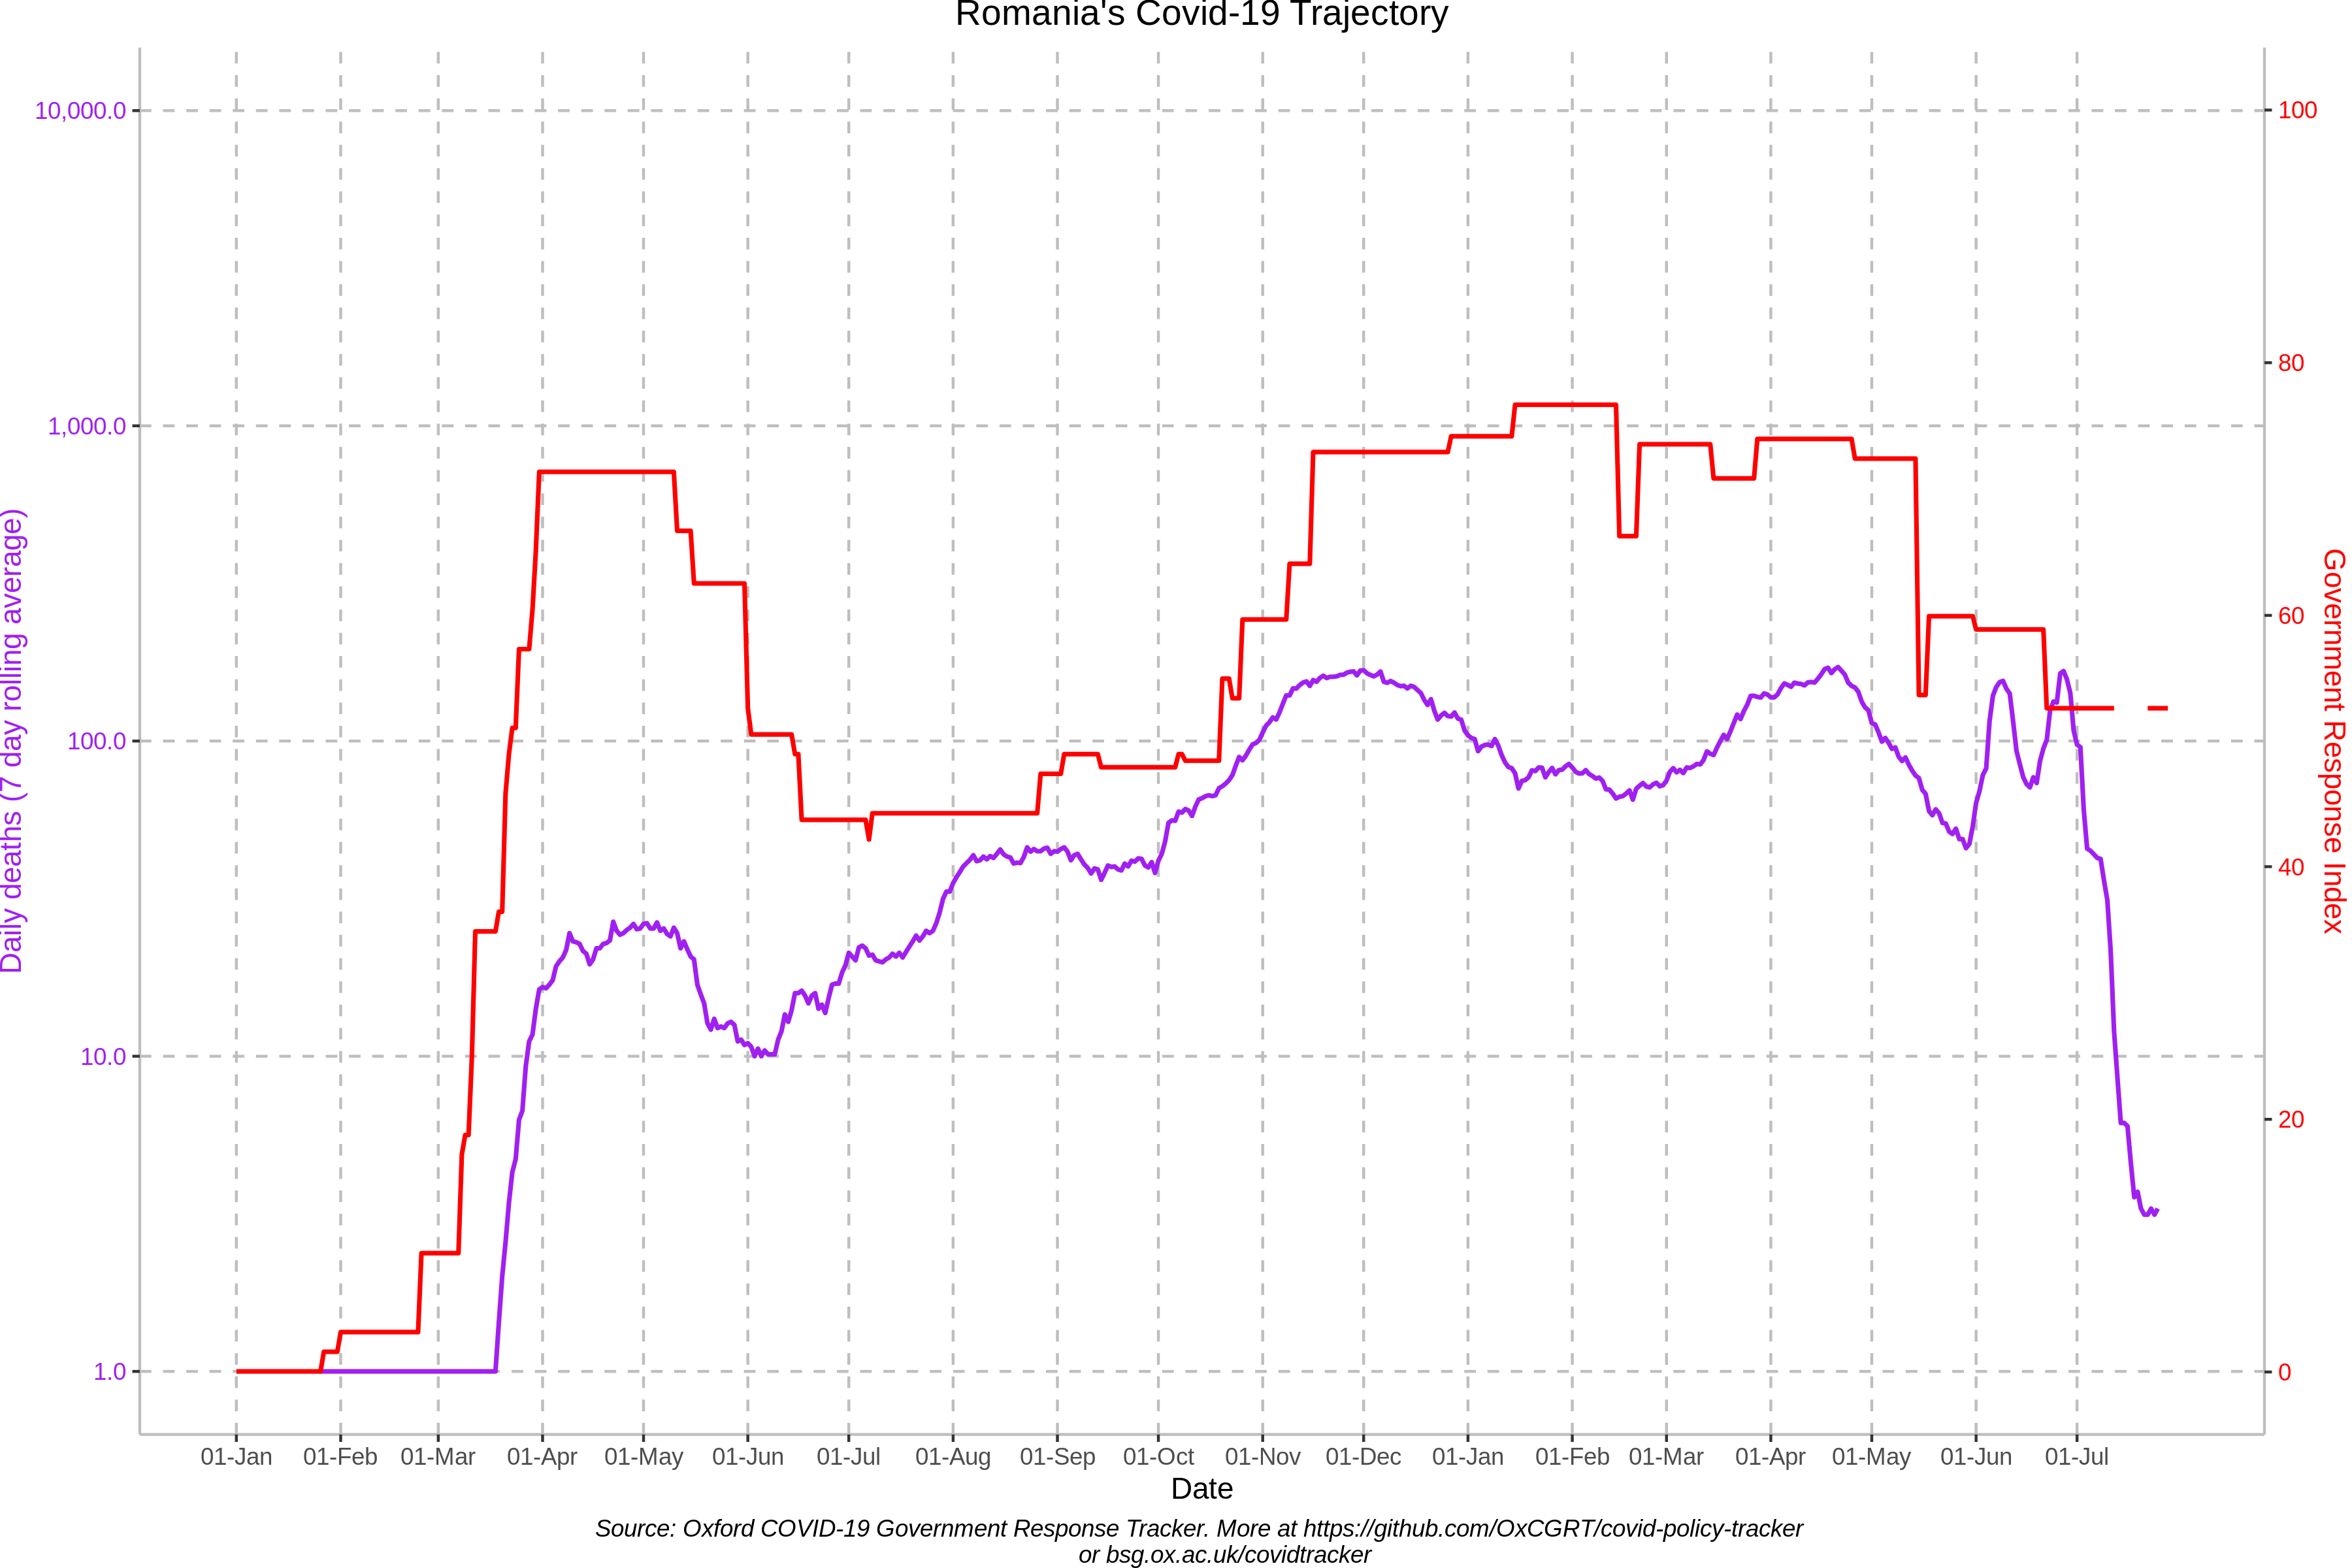 Romania's Covid-19 Trajectory
10,000.0
1,000.0
100.0
10.0
1.0
Daily deaths (7 day rolling average)
100
80
60
40
20
0
Government Response Index
01-Jan 01-Feb 01-Mar 01-Apr 01-May 01-Jun 01-Jul 01-Aug 01-Sep 01-Oct 01-Nov 01-Dec 01-Jan 01-Feb 01-Mar 01-Apr 01-May 01-Jun 01-Jul
Date
Source: Oxford COVID-19 Government Response Tracker. More at https://github.com/OxCGRT/covid-policy-tracker
or bsg.ox.ac.uk/covidtracker